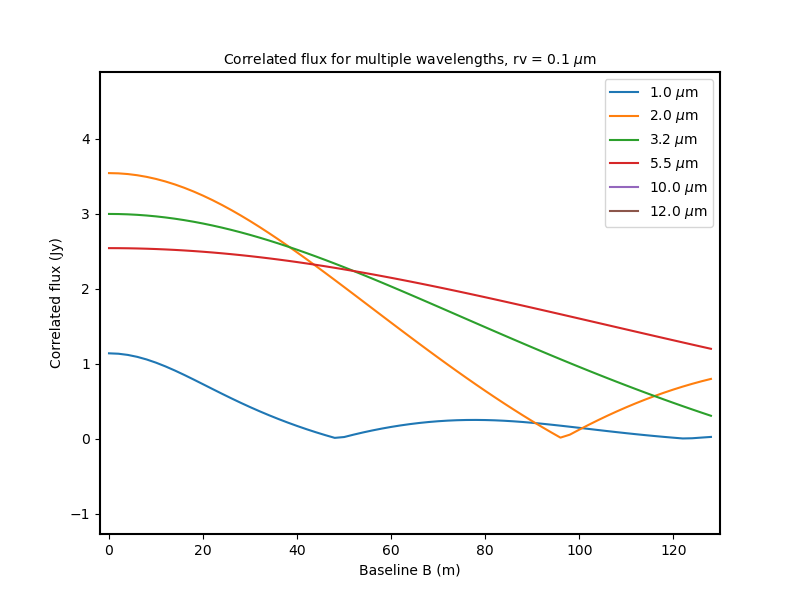 Correlated flux for multiple wavelengths, rv = 0.1 μm
1.0 μm
2.0 μm
3.2 μm
5.5 μm
10.0 μm
12.0 μm
Correlated flux (Jy)
4
3
2
1
0
−1
0 20 40 60 80 100 120
Baseline B (m)